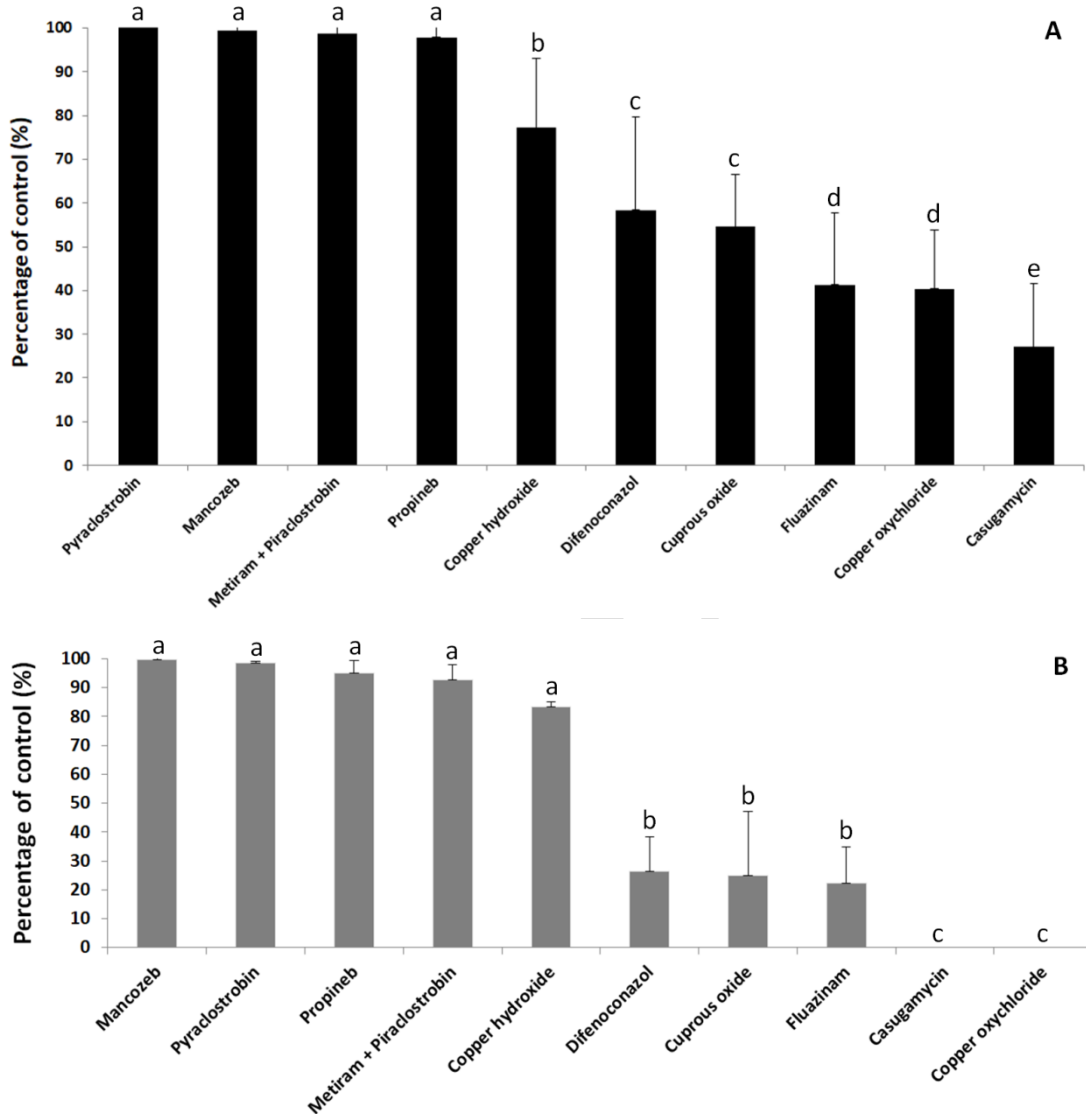 a a a a b c c d d e
A
Percentage of control (%)
100
90
80
70
60
50
40
30
20
10
0
Pyraclostrobin
Mancozeb
Metiram + Piraclostrobin
Propineb
Copper hydroxide
Difenoconazol
Cuprous oxide
Fluazinam
Copper oxychloride
Casugamycin
a a a a a b b b c c
B
Percentage of control (%)
100
90
80
70
60
50
40
30
20
10
0
Mancozeb
Pyraclostrobin
Propineb
Metiram + Piraclostrobin
Copper hydroxide
Difenoconazol
Cuprous oxide
Fluazinam
Casugamycin
Copper oxychloride